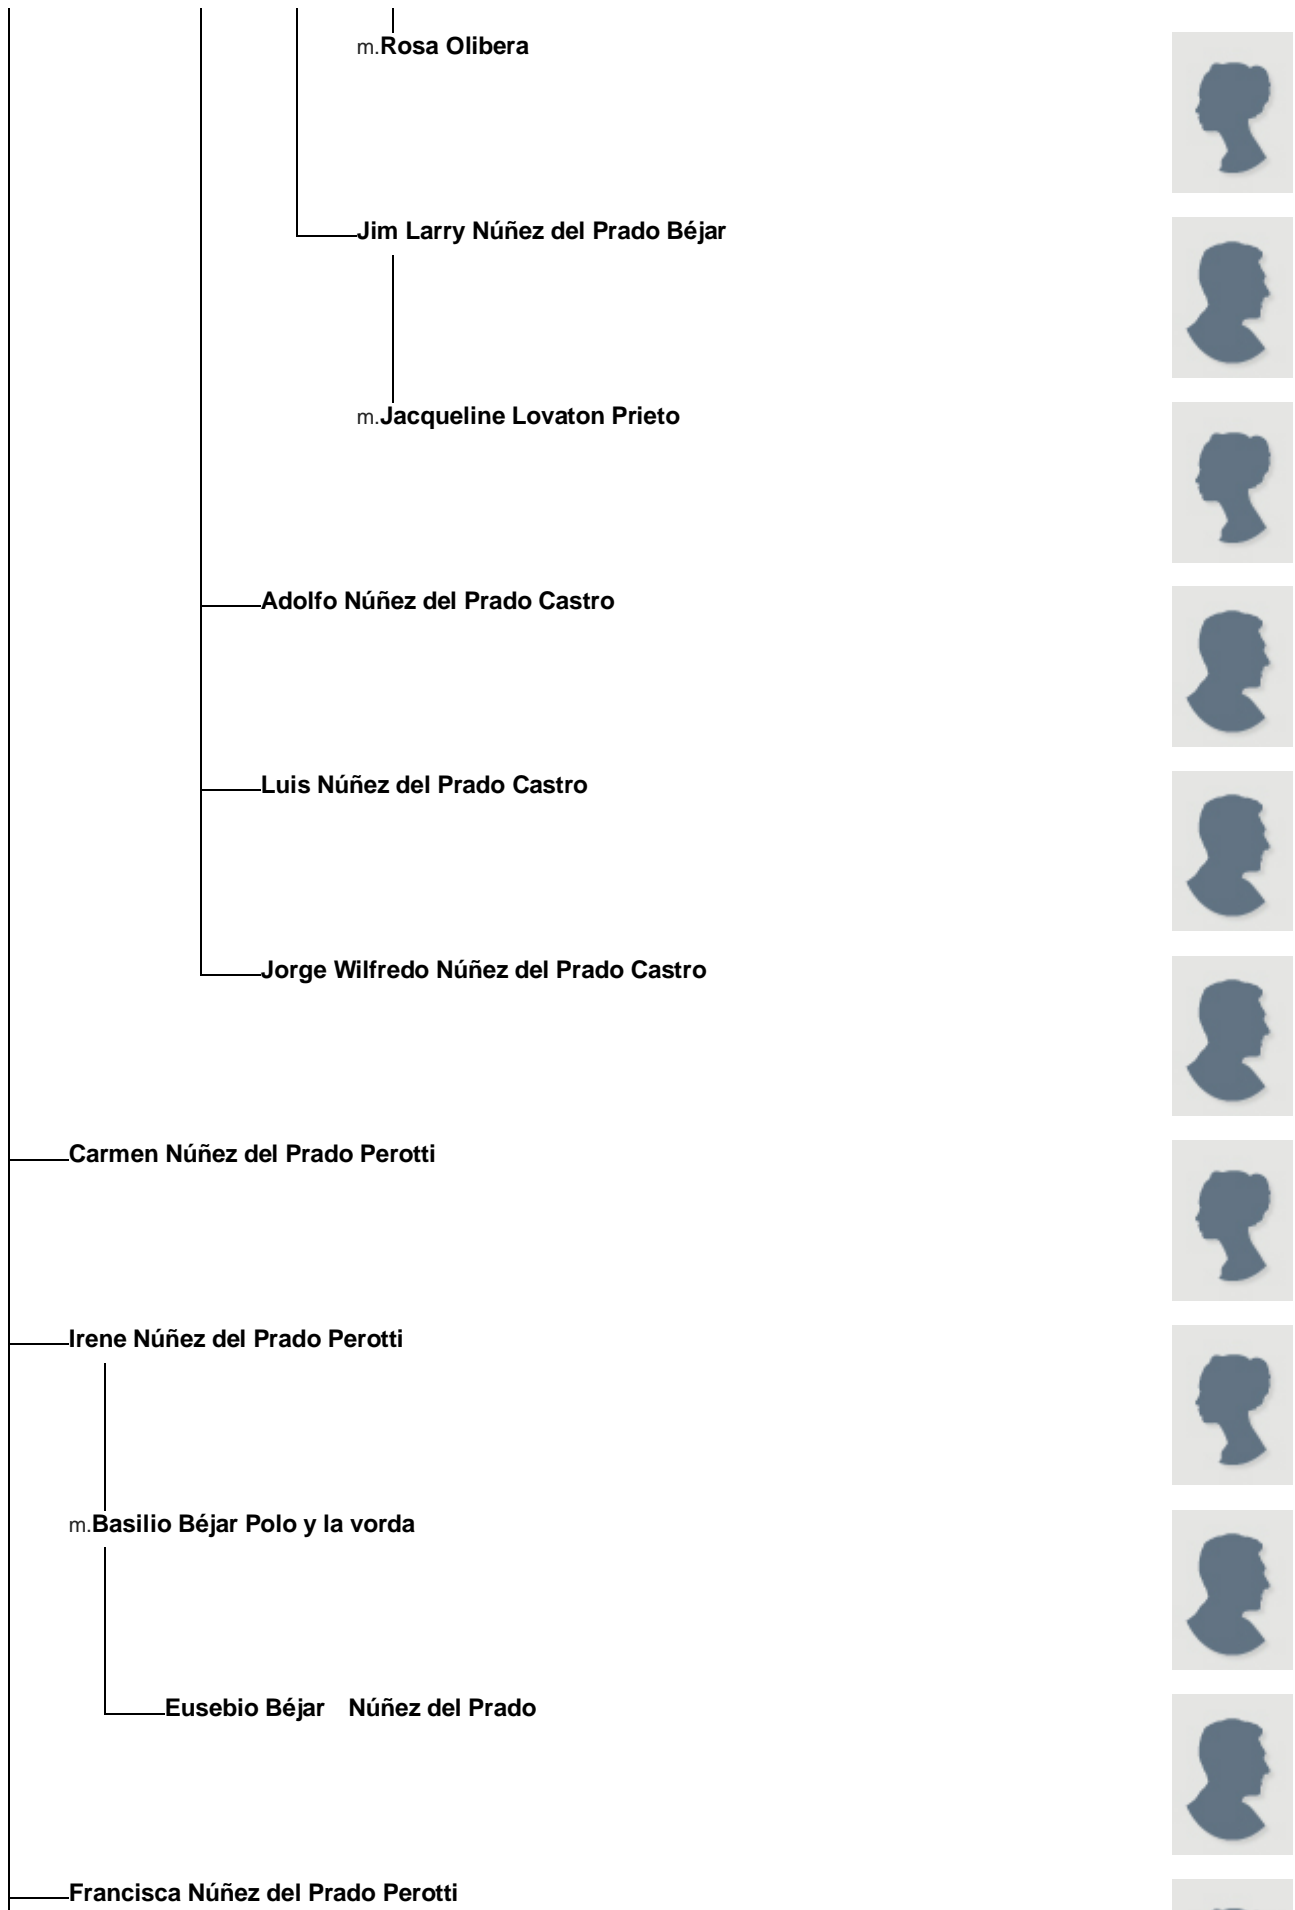 m.Rosa Olibera
Jim Larry Núñez del Prado Béjar
m.Jacqueline Lovaton Prieto
Adolfo Núñez del Prado Castro
Luis Núñez del Prado Castro
Jorge Wilfredo Núñez del Prado Castro
Carmen Núñez del Prado Perotti
Irene Núñez del Prado Perotti
m.Basilio Béjar Polo y la vorda
Eusebio Béjar Núñez del Prado
Francisca Núñez del Prado Perotti